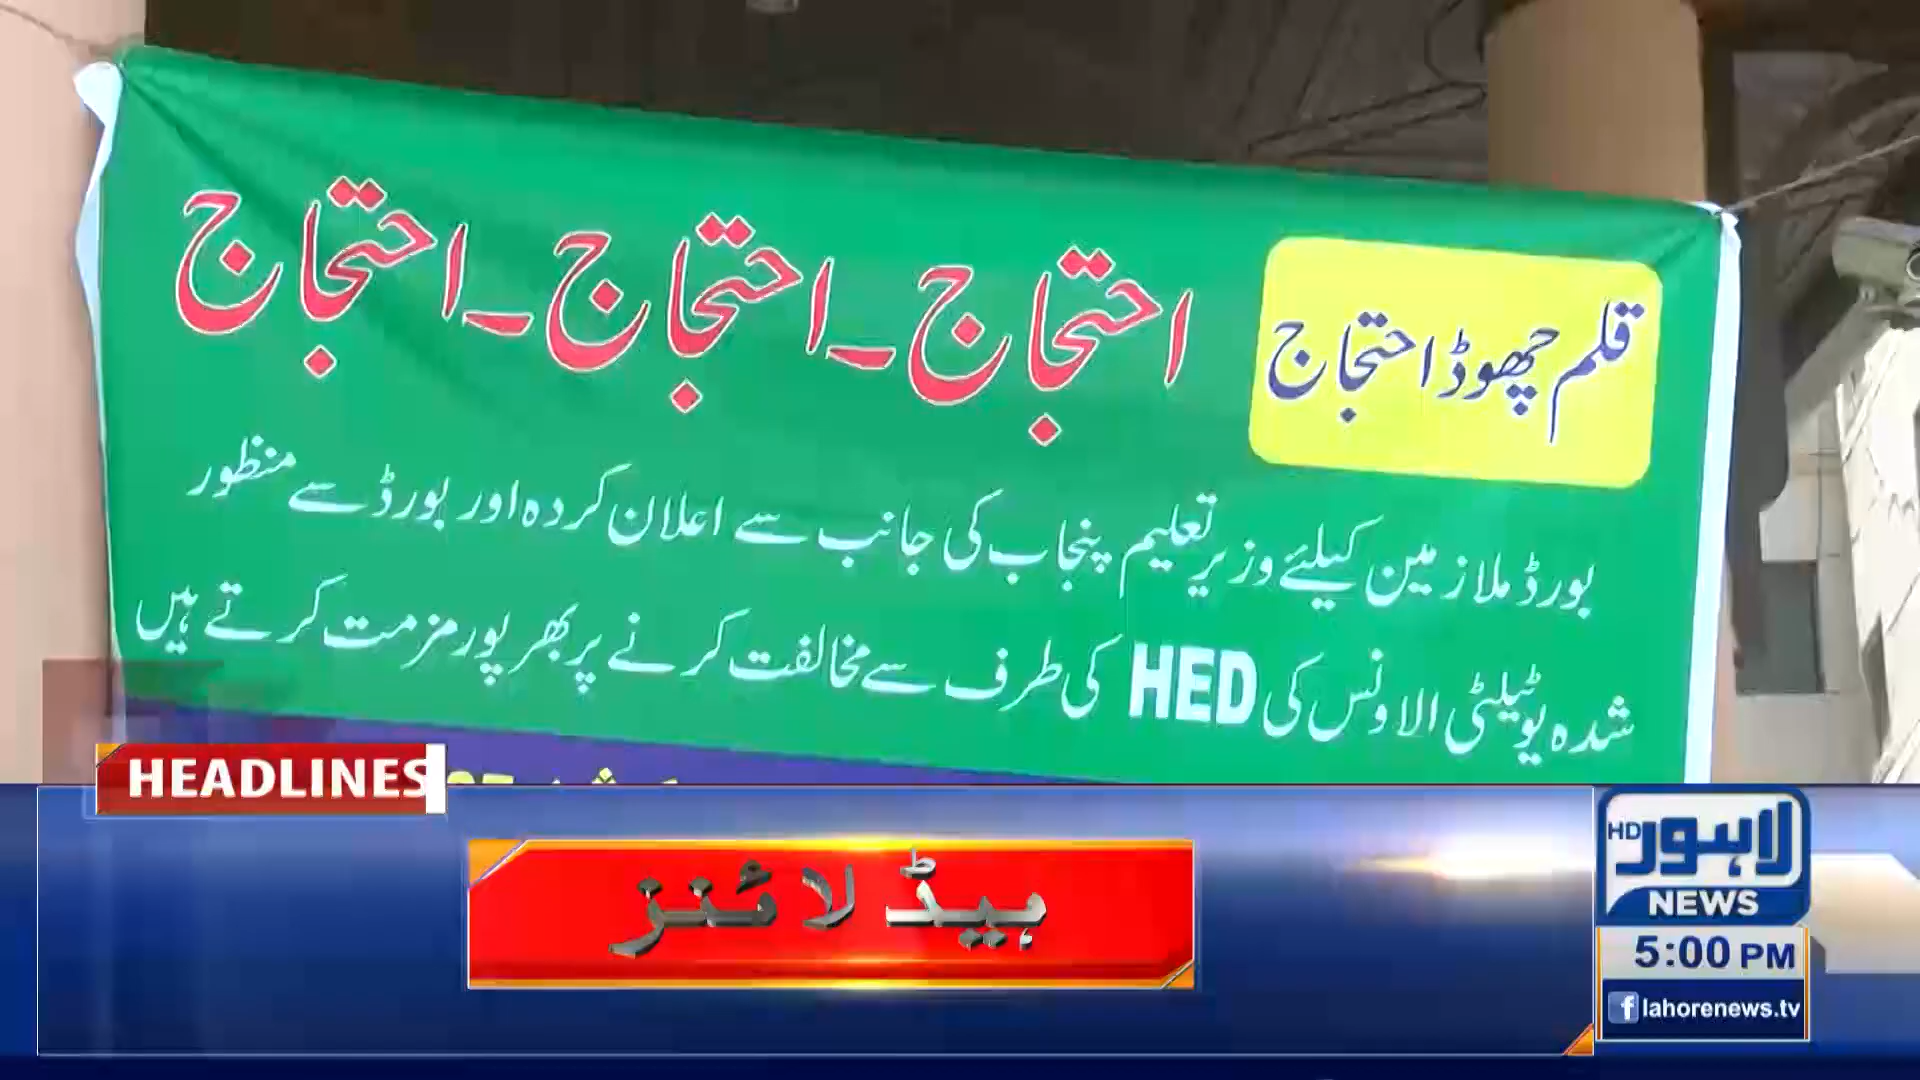 قلم چھوڈ احتجاج
احتجاج ۔ احتجاج ۔ احتجاج
بورڈ ملازمین کیلئے وزیر تعلیم پنجاب کی جانب سے اعلان کردہ اور بورڈ سے منظور
شدہ یوٹیلٹی الاونس کی HED کی طرف سے مخالفت کرنے پر بھرپور مزمت کرتے ہیں
HEADLINES
ہیڈ لائنز
HD لاہور
NEWS
5:00 PM
lahorenews.tv